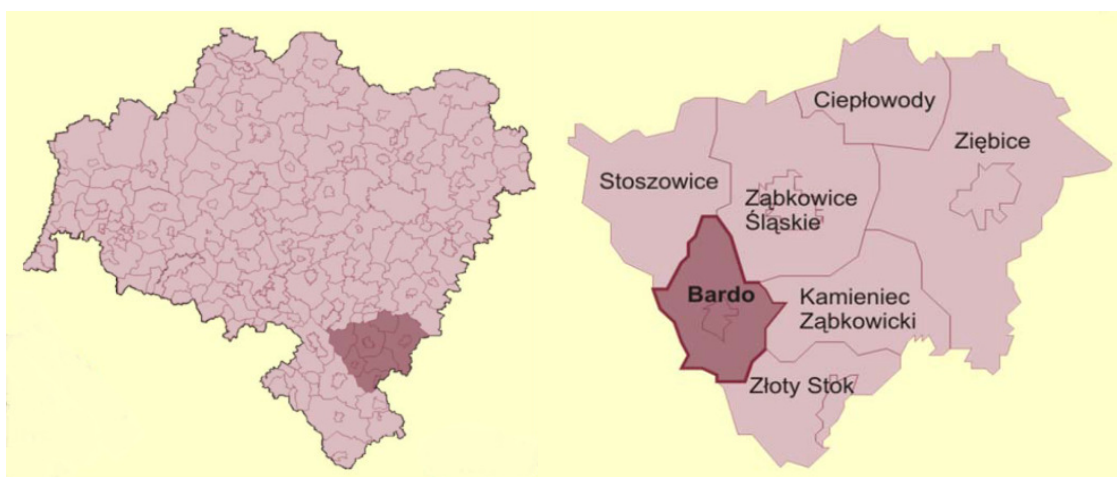 Ciepłowody
Ziębice
Stoszowice
Ząbkowice
Śląskie
Bardo
Kamieniec
Ząbkowicki
Złoty Stok